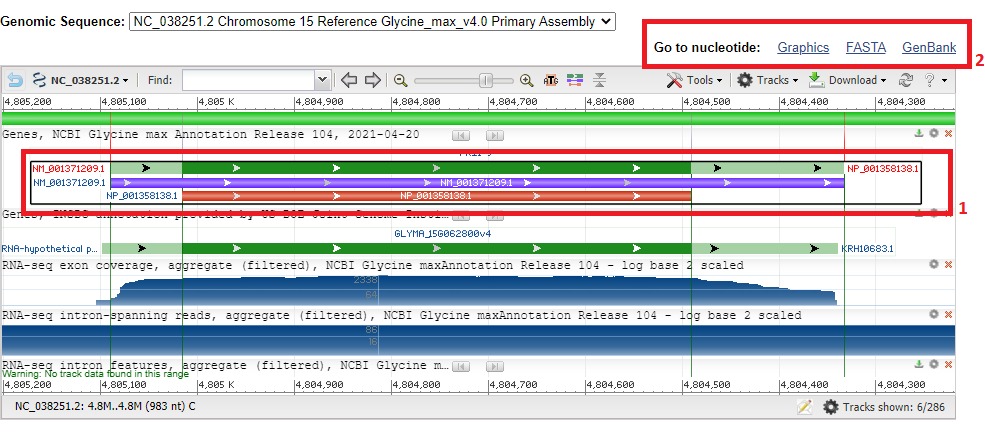 Genomic Sequence: NC_038251.2 Chromosome 15 Reference Glycine_max_v4.0 Primary Assembly
Go to nucleotide: Graphics FASTA GenBank
2
NC_038251.2 Find: Tools Tracks Download ?
4,805,200 4,805,100 4,805 K 4,804,900 4,804,800 4,804,700 4,804,600 4,804,500 4,804,400 4,804,300
Genes, NCBI Glycine max Annotation Release 104, 2021-04-20
NM_001371209.1 NP_001358138.1
NM_001371209.1 NM_001371209.1
NP_001358138.1 NP_001358138.1
1
GLYMA_15G062800v4
RNA-hypothetical p... KRH10683.1
RNA-seq exon coverage, aggregate (filtered), NCBI Glycine maxAnnotation Release 104 - log base 2 scaled
2338
64
RNA-seq intron-spanning reads, aggregate (filtered), NCBI Glycine maxAnnotation Release 104 - log base 2 scaled
86
16
RNA-seq intron features, aggregate (filtered), NCBI Glycine m...
Warning: No track data found in this range
4,805,200 4,805,100 4,805 K 4,804,900 4,804,800 4,804,700 4,804,600 4,804,500 4,804,400 4,804,300
NC_038251.2: 4.8M..4.8M (983 nt) C Tracks shown: 6/286